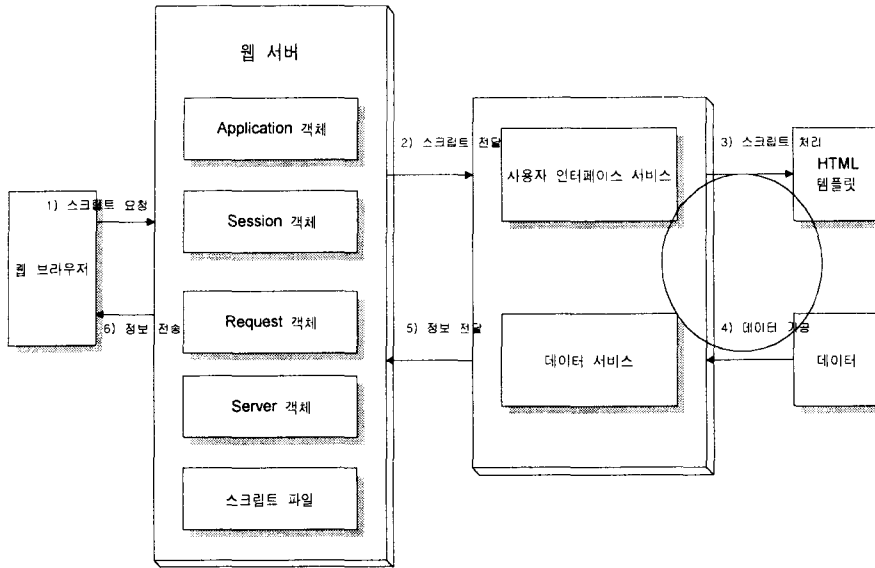 웹 서버
Application 객체
Session 객체
Request 객체
Server 객체
스크립트 파일
웹 브라우저
1) 스크립트 요청
6) 정보 전송
2) 스크립트 전달
5) 정보 전달
사용자 인터페이스 서비스
데이터 서비스
3) 스크립트 처리
4) 데이터 가공
HTML
템플릿
데이터